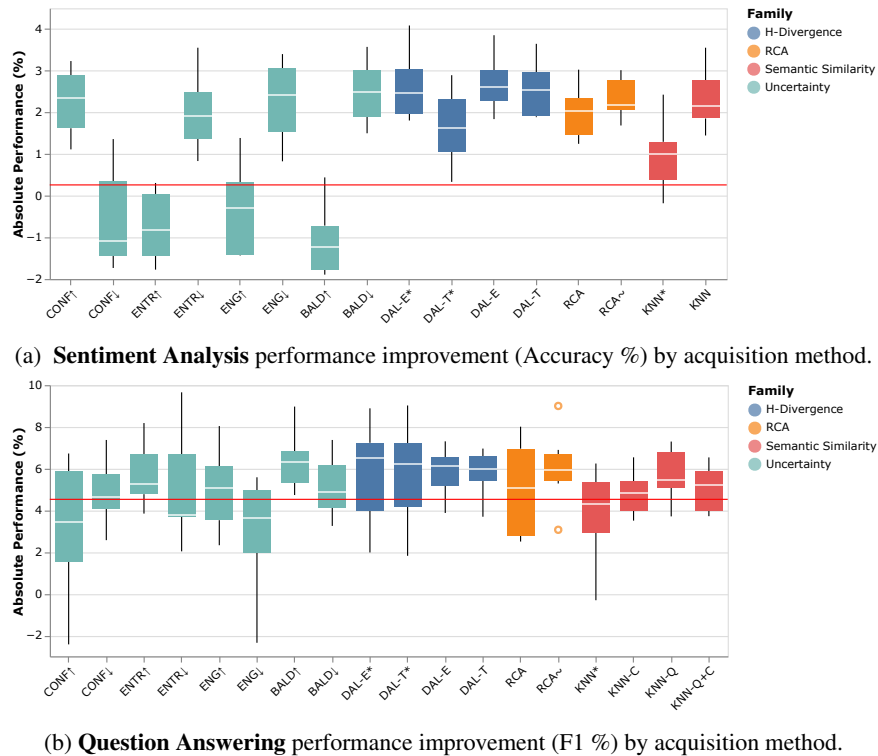 4
3
2
1
0
−1
−2
Absolute Performance (%)
CONF↑
CONF↓
ENTR↑
ENTR↓
ENG↑
ENG↓
BALD↑
BALD↓
DAL-E*
DAL-T*
DAL-E
DAL-T
RCA
RCA~
KNN*
KNN
Family
H-Divergence
RCA
Semantic Similarity
Uncertainty
(a) Sentiment Analysis performance improvement (Accuracy %) by acquisition method.
10
8
6
4
2
0
−2
Absolute Performance (%)
CONF↑
CONF↓
ENTR↑
ENTR↓
ENG↑
ENG↓
BALD↑
BALD↓
DAL-E*
DAL-T*
DAL-E
DAL-T
RCA
RCA~
KNN*
KNN-C
KNN-Q
KNN-Q+C
Family
H-Divergence
RCA
Semantic Similarity
Uncertainty
(b) Question Answering performance improvement (F1 %) by acquisition method.